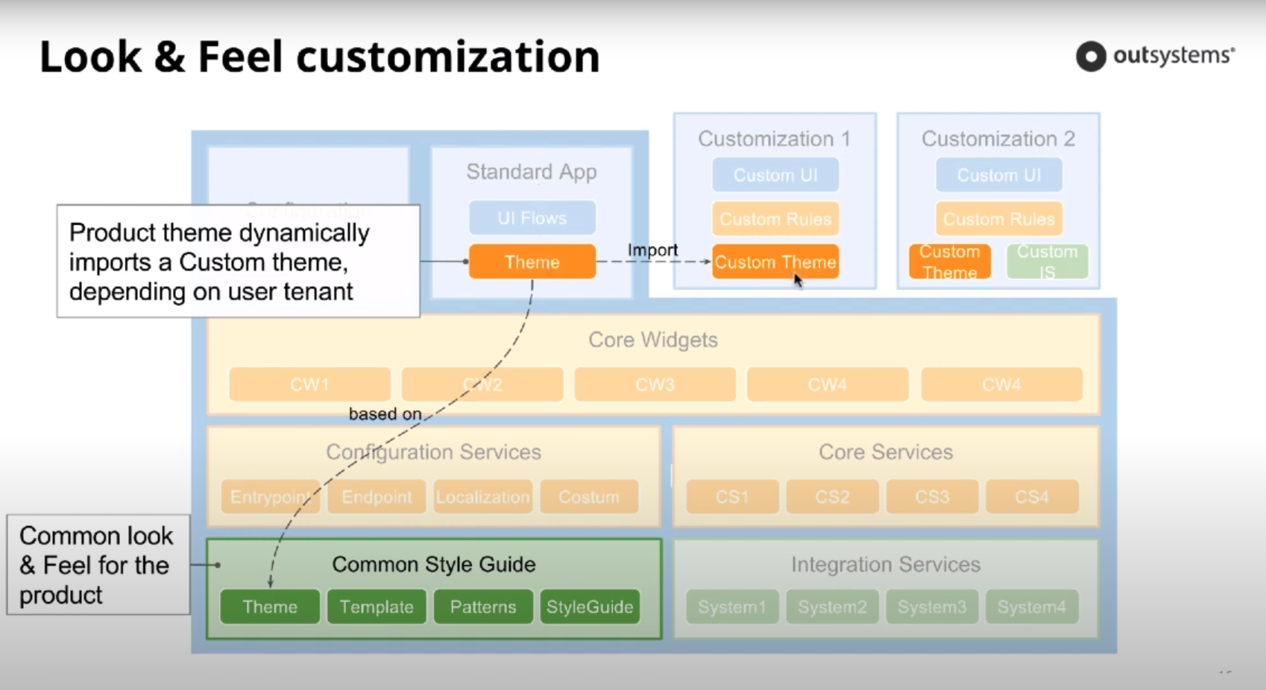 Look & Feel customization
outsystems
Standard App
UI Flows
Theme
Import
Customization 1
Custom UI
Custom Rules
Custom Theme
Customization 2
Custom UI
Custom Rules
Custom
Theme
Custom
IS
Configuration
Product theme dynamically
imports a Custom theme,
depending on user tenant
Core Widgets
CW1
CW2
CW3
CW4
CW4
based on
Configuration Services
Entrypoint
Endpoint
Localization
Costum
Core Services
CS1
CS2
CS3
CS4
Common look
& Feel for the
product
Common Style Guide
Theme
Template
Patterns
StyleGuide
Integration Services
System1
System2
System3
System4